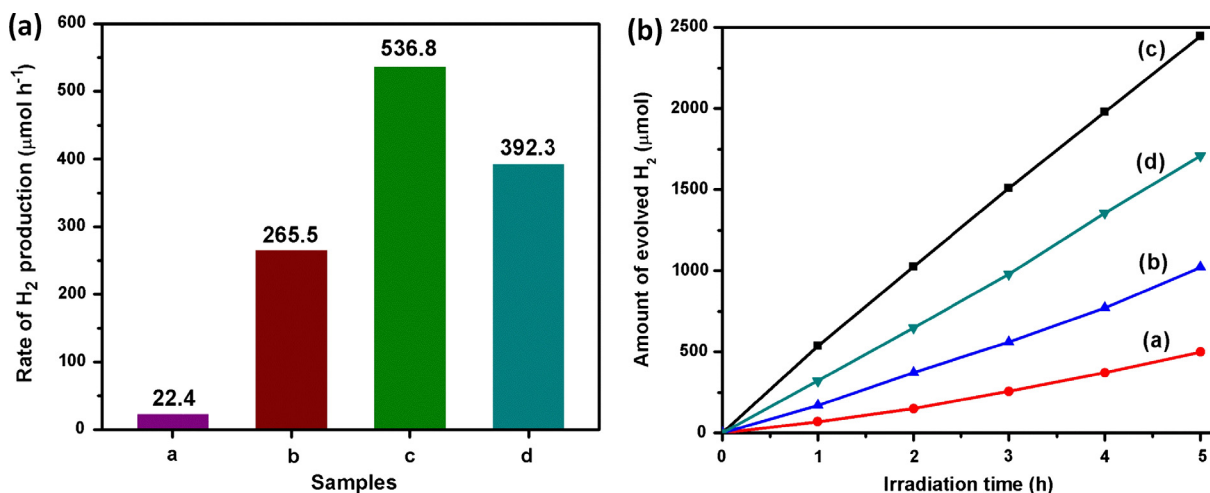 (a)
Rate of H2 production (μmol h-1)
600
500
400
300
200
100
0
22.4
265.5
536.8
392.3
a b c d
Samples
(b)
Amount of evolved H2 (μmol)
2500
2000
1500
1000
500
0
(c)
(d)
(b)
(a)
0 1 2 3 4 5
Irradiation time (h)